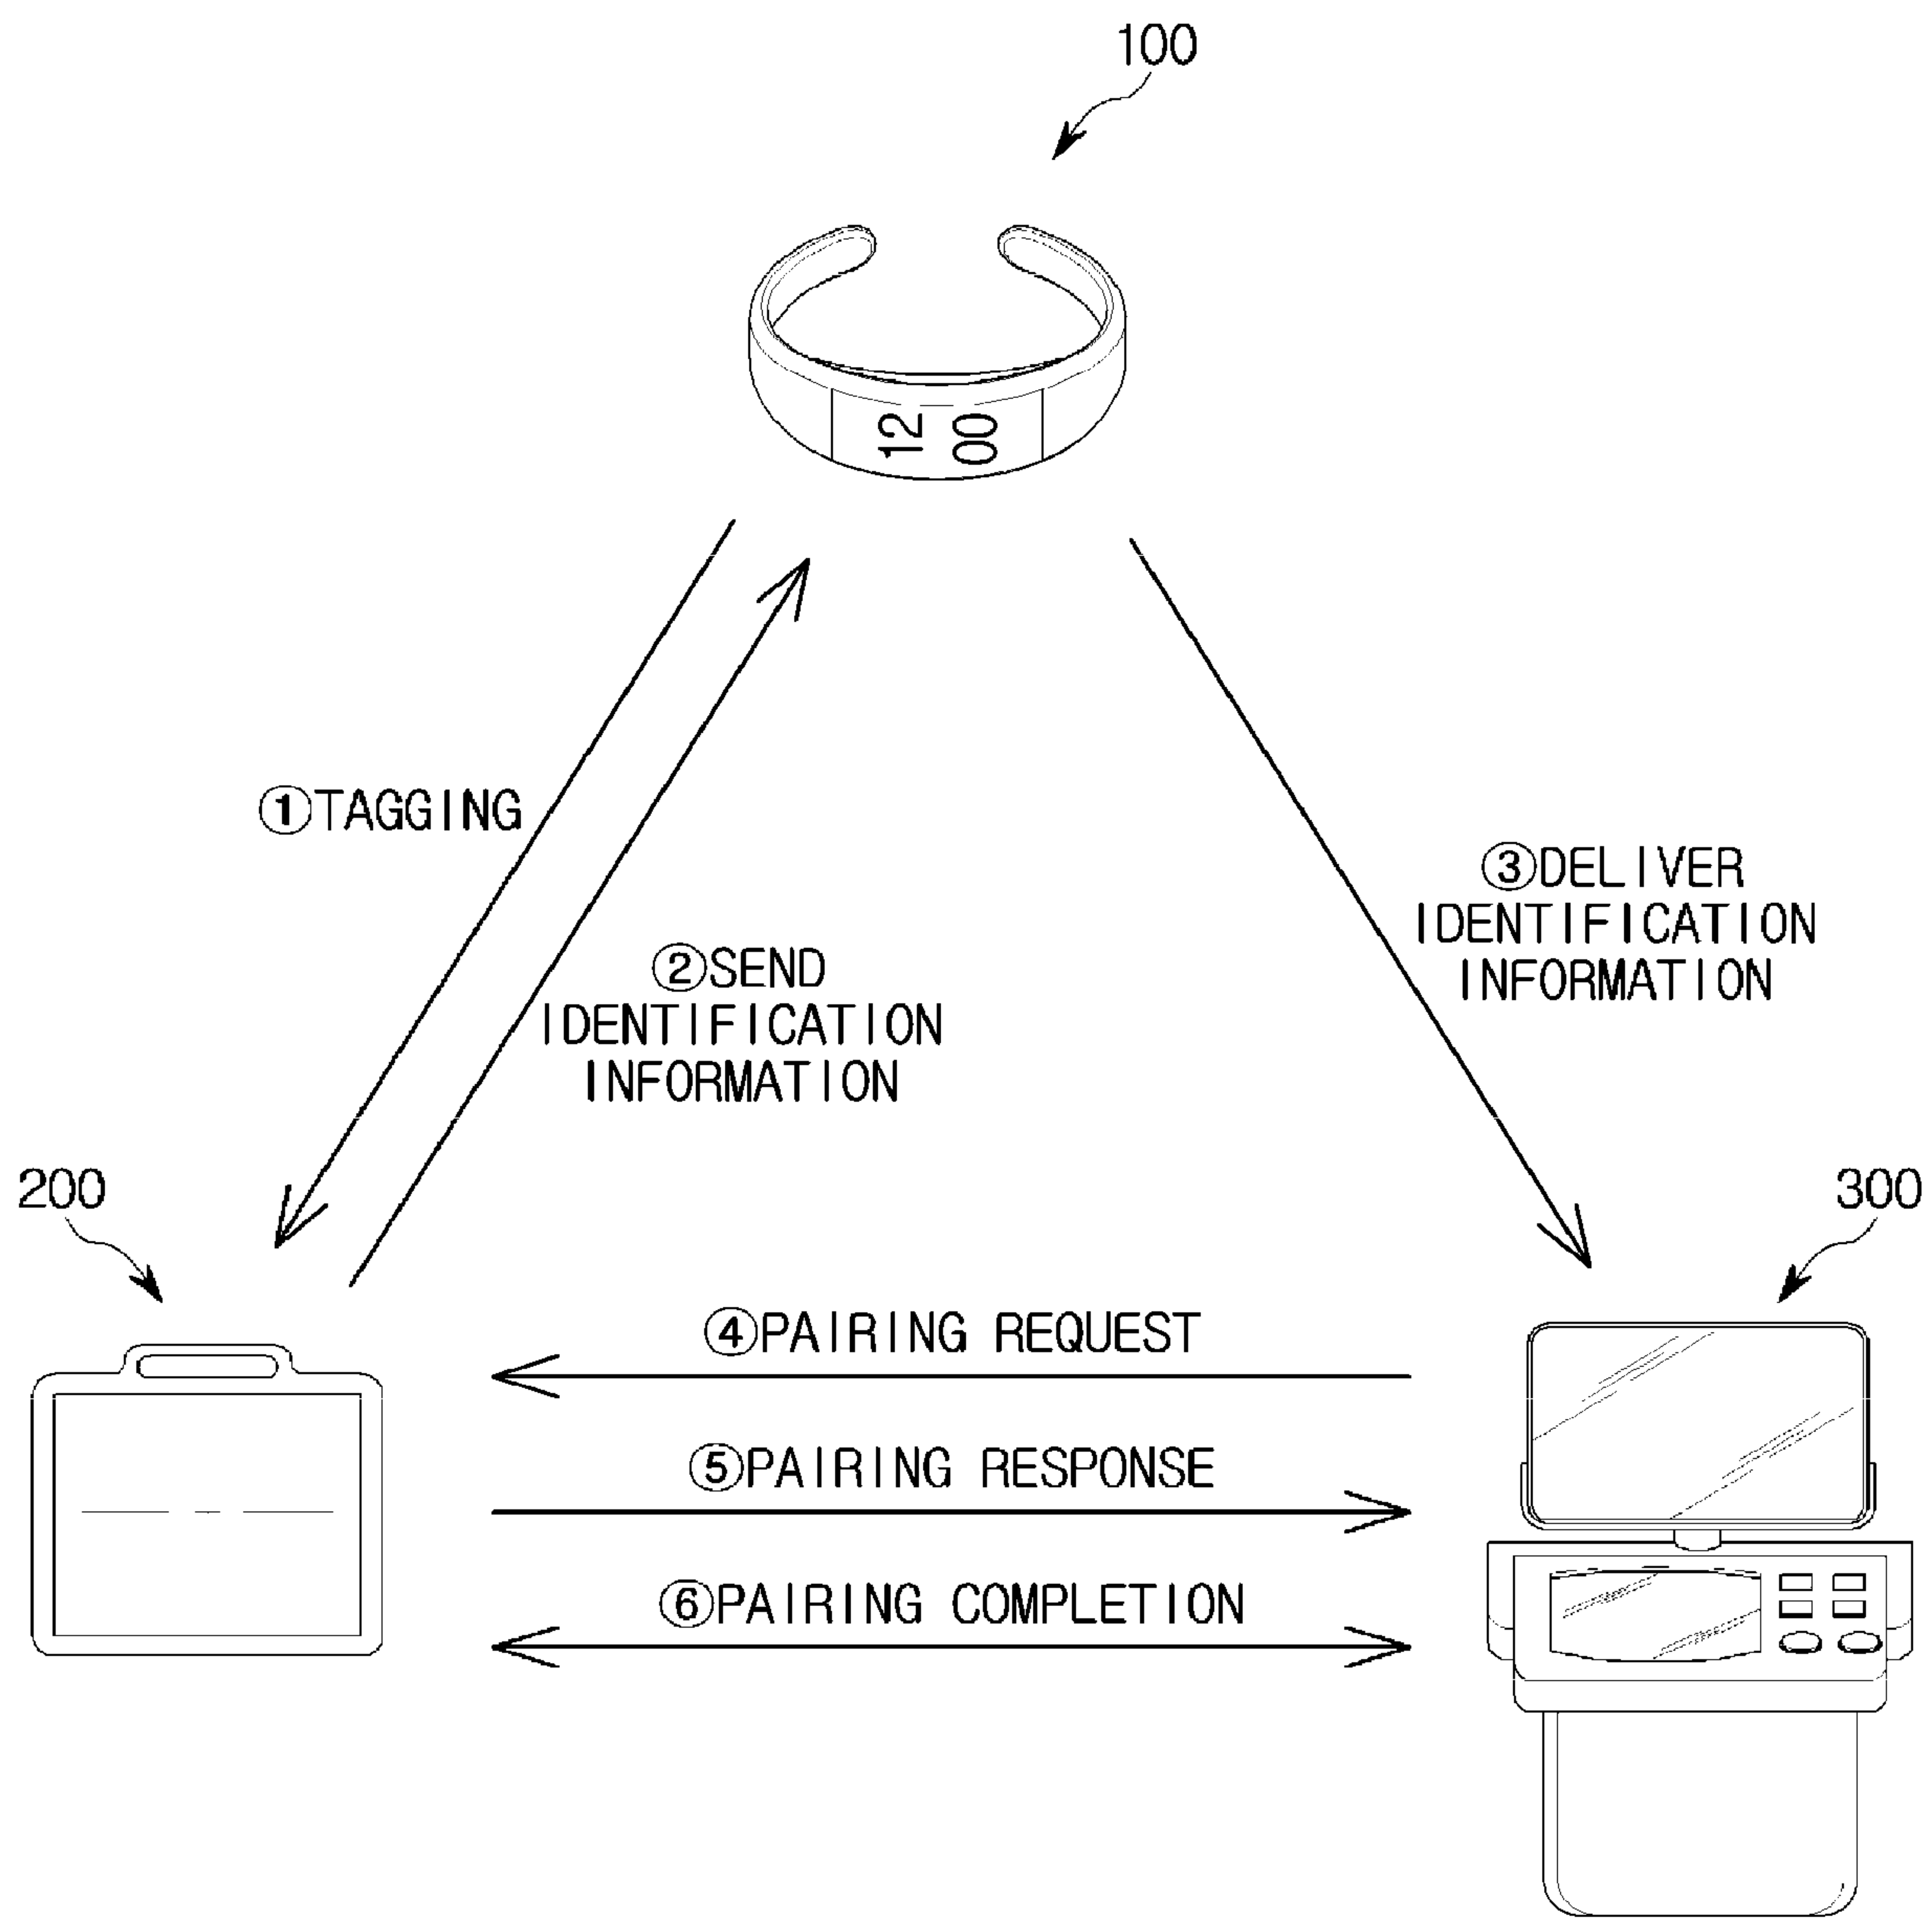 100
12
00
①TAGGING
③DELIVER
IDENTIFICATION
INFORMATION
②SEND
IDENTIFICATION
INFORMATION
200
300
④PAIRING REQUEST
⑤PAIRING RESPONSE
⑥PAIRING COMPLETION